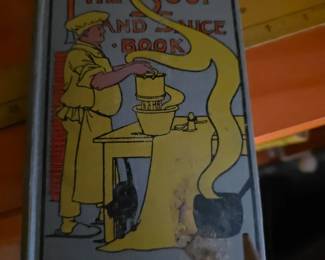 THE SOUP
AND SAUCE
· BOOK ·